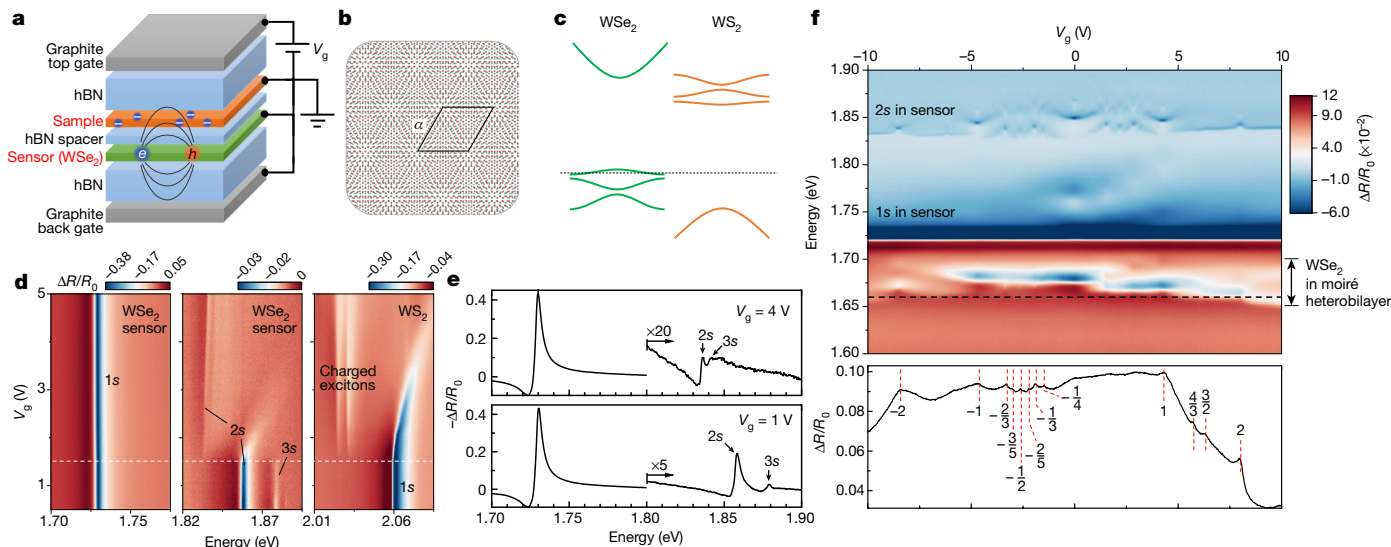 a
Graphite
top gate
hBN
Sample
hBN spacer
Sensor (WSe2)
hBN
Graphite
back gate
e
h
Vg
b
α
c
WSe2
WS2
d
ΔR/R0
−0.38
−0.17
0.05
−0.03
−0.02
0
−0.30
−0.17
−0.04
WSe2
sensor
WSe2
sensor
WS2
1s
2s
3s
Charged
excitons
1s
Vg (V)
5
3
1
1.70
1.75
1.82
1.87
2.01
2.06
Energy (eV)
e
−ΔR/R0
0.4
0.2
0
Vg = 4 V
×20
2s
3s
0.4
0.2
0
Vg = 1 V
×5
2s
3s
1.70
1.75
1.80
1.85
1.90
Energy (eV)
f
Vg (V)
−10
−5
0
5
10
Energy (eV)
1.90
1.85
1.80
1.75
1.70
1.65
1.60
2s in sensor
1s in sensor
12
9.0
4.0
−1.0
−6.0
ΔR/R0 (×10−2)
WSe2
in moiré
heterobilayer
ΔR/R0
0.10
0.08
0.06
0.04
−2
−1
−2/3
−3/5
−1/2
−2/5
−1/3
−1/4
1
4/3
3/2
2